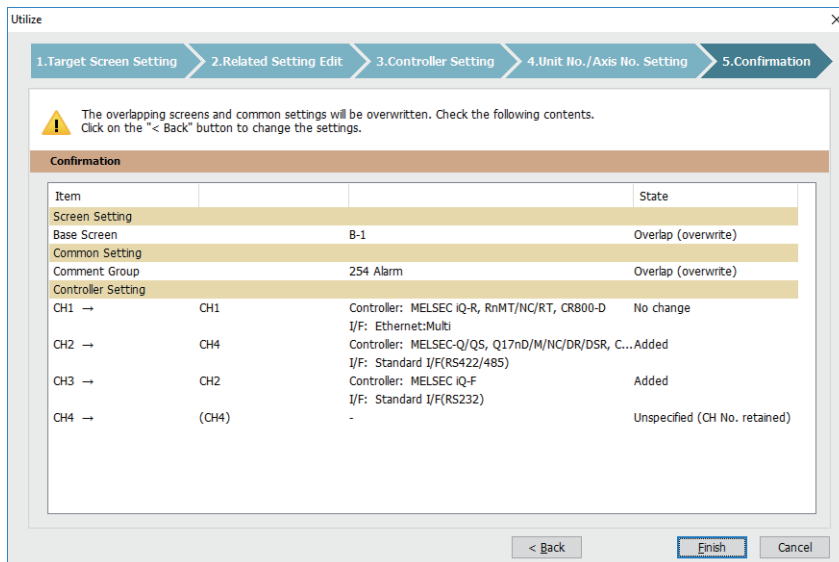 Utilize
1.Target Screen Setting 2.Related Setting Edit 3.Controller Setting 4.Unit No./Axis No. Setting 5.Confirmation
The overlapping screens and common settings will be overwritten. Check the following contents.
Click on the "< Back" button to change the settings.
Confirmation
Item State
Screen Setting
Base Screen B-1 Overlap (overwrite)
Common Setting
Comment Group 254 Alarm Overlap (overwrite)
Controller Setting
CH1 → CH1 Controller: MELSEC iQ-R, RnMT/NC/RT, CR800-D No change
I/F: Ethernet:Multi
CH2 → CH4 Controller: MELSEC-Q/QS, Q17nD/M/NC/DR/DSR, C... Added
I/F: Standard I/F(RS422/485)
CH3 → CH2 Controller: MELSEC iQ-F Added
I/F: Standard I/F(RS232)
CH4 → (CH4) - Unspecified (CH No. retained)
< Back Finish Cancel